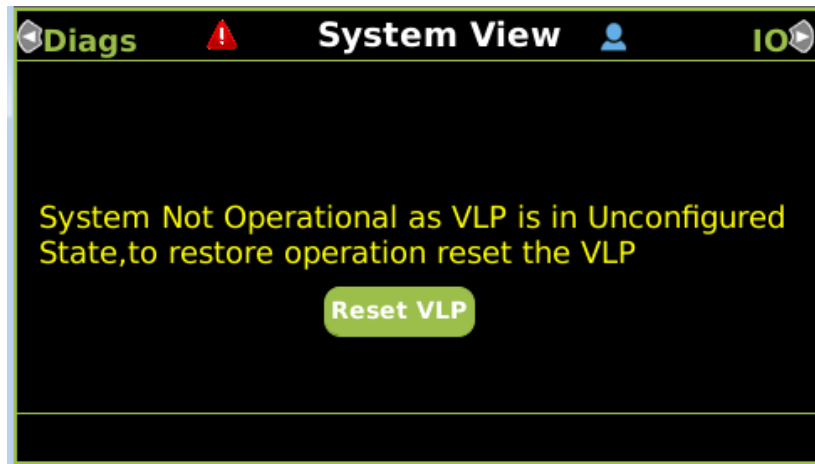 Diags System View IO
System Not Operational as VLP is in Unconfigured
State,to restore operation reset the VLP
Reset VLP